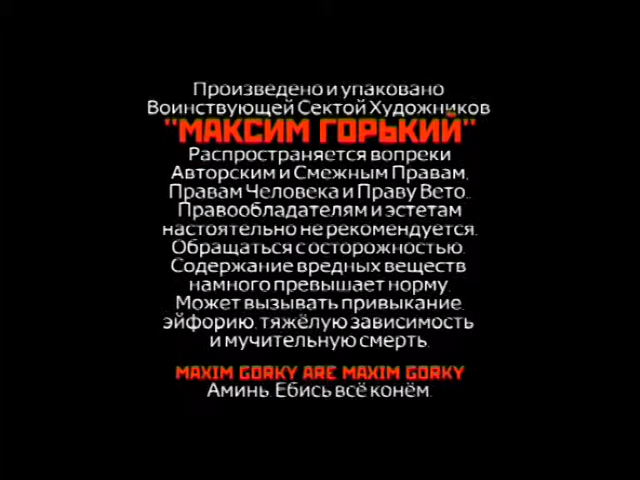 Произведено и упаковано
Воинствующей Сектой Художников
"МАКСИМ ГОРЬКИЙ"
Распространяется вопреки
Авторским и Смежным Правам,
Правам Человека и Праву Вето.
Правообладателям и эстетам
настоятельно не рекомендуется.
Обращаться с осторожностью.
Содержание вредных веществ
намного превышает норму.
Может вызывать привыкание,
эйфорию, тяжёлую зависимость
и мучительную смерть.
MAXIM GORKY ARE MAXIM GORKY
Аминь. Ебись всё конём.